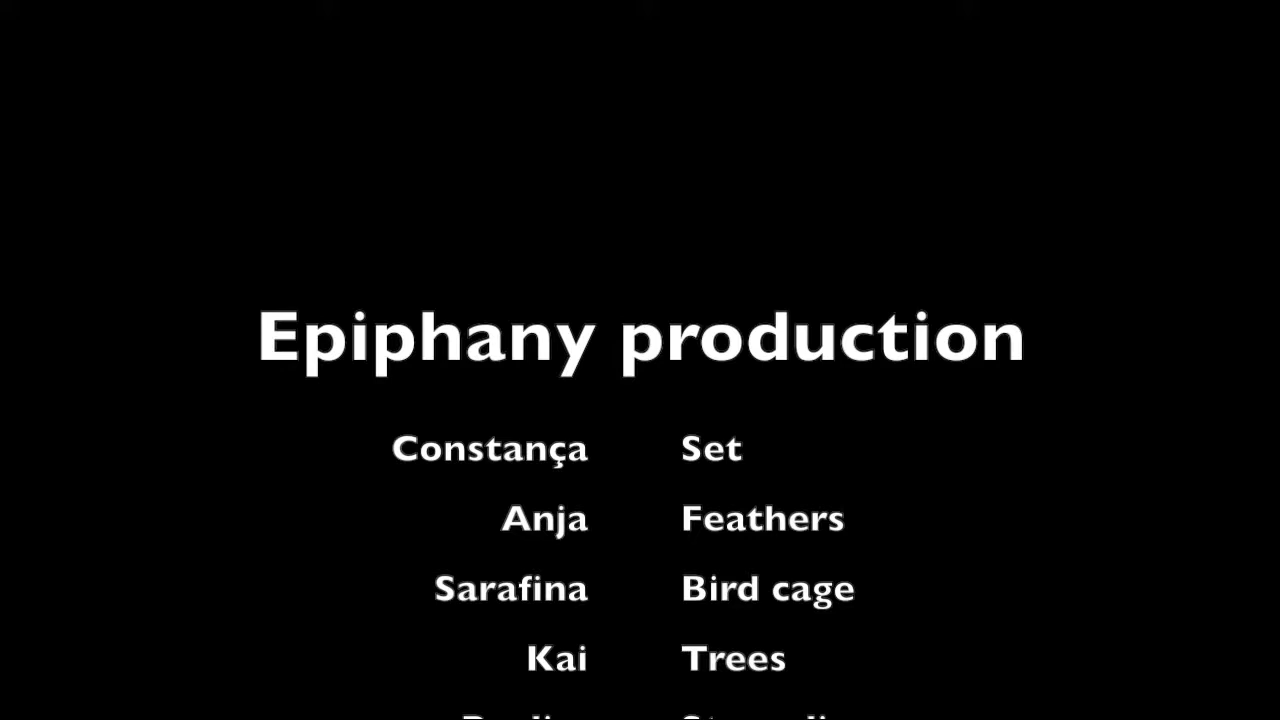 Epiphany production
Constança Set
Anja Feathers
Sarafina Bird cage
Kai Trees